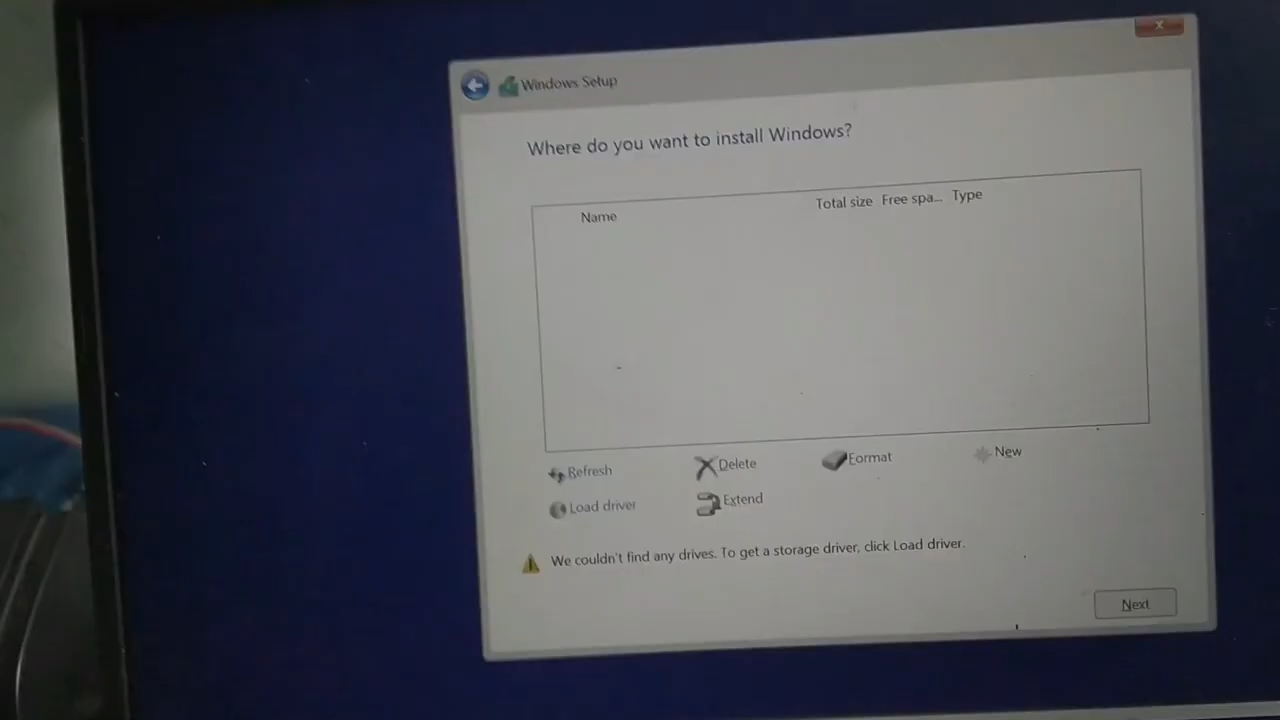 Windows Setup
Where do you want to install Windows?
Name Total size Free spa... Type
Refresh Delete Format New
Load driver Extend
We couldn't find any drives. To get a storage driver, click Load driver.
Next